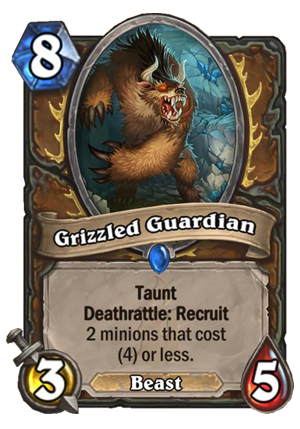 8
Grizzled Guardian
Taunt
Deathrattle: Recruit
2 minions that cost
(4) or less.
3
Beast
5